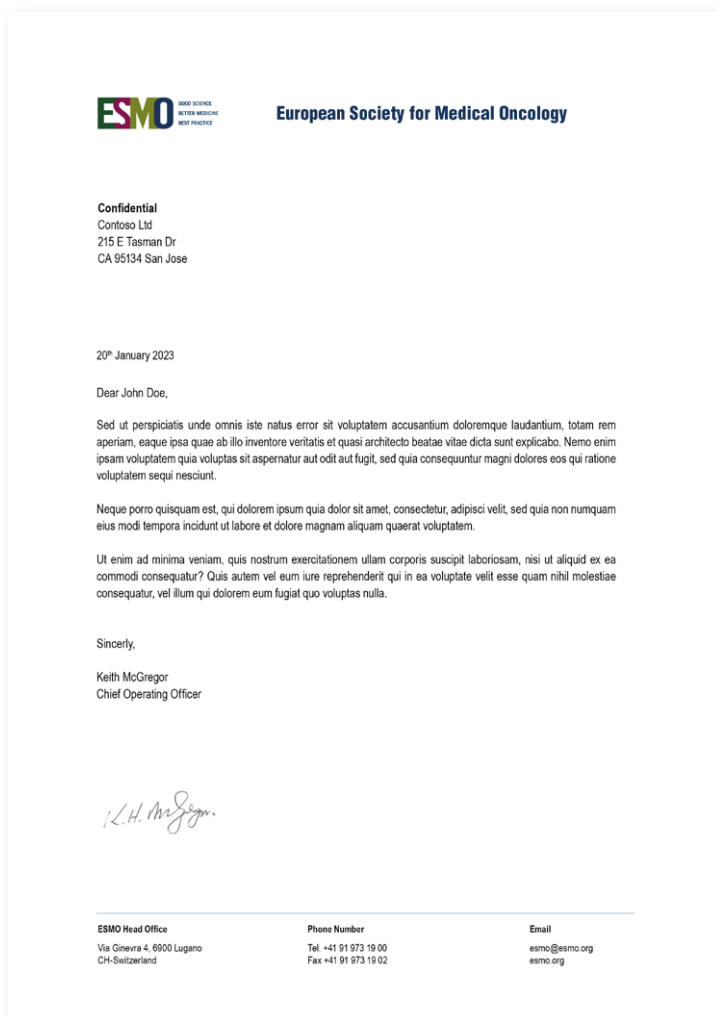 ESMO
GOOD SCIENCE
BETTER MEDICINE
BEST PRACTICE
European Society for Medical Oncology
Confidential
Contoso Ltd
215 E Tasman Dr
CA 95134 San Jose
20th January 2023
Dear John Doe,
Sed ut perspiciatis unde omnis iste natus error sit voluptatem accusantium doloremque laudantium, totam rem
aperiam, eaque ipsa quae ab illo inventore veritatis et quasi architecto beatae vitae dicta sunt explicabo. Nemo enim
ipsam voluptatem quia voluptas sit aspernatur aut odit aut fugit, sed quia consequuntur magni dolores eos qui ratione
voluptatem sequi nesciunt.
Neque porro quisquam est, qui dolorem ipsum quia dolor sit amet, consectetur, adipisci velit, sed quia non numquam
eius modi tempora incidunt ut labore et dolore magnam aliquam quaerat voluptatem.
Ut enim ad minima veniam, quis nostrum exercitationem ullam corporis suscipit laboriosam, nisi ut aliquid ex ea
commodi consequatur? Quis autem vel eum iure reprehenderit qui in ea voluptate velit esse quam nihil molestiae
consequatur, vel illum qui dolorem eum fugiat quo voluptas nulla.
Sincerly,
Keith McGregor
Chief Operating Officer
K.H. McGregor
ESMO Head Office
Via Ginevra 4, 6900 Lugano
CH-Switzerland
Phone Number
Tel. +41 91 973 19 00
Fax +41 91 973 19 02
Email
esmo@esmo.org
esmo.org